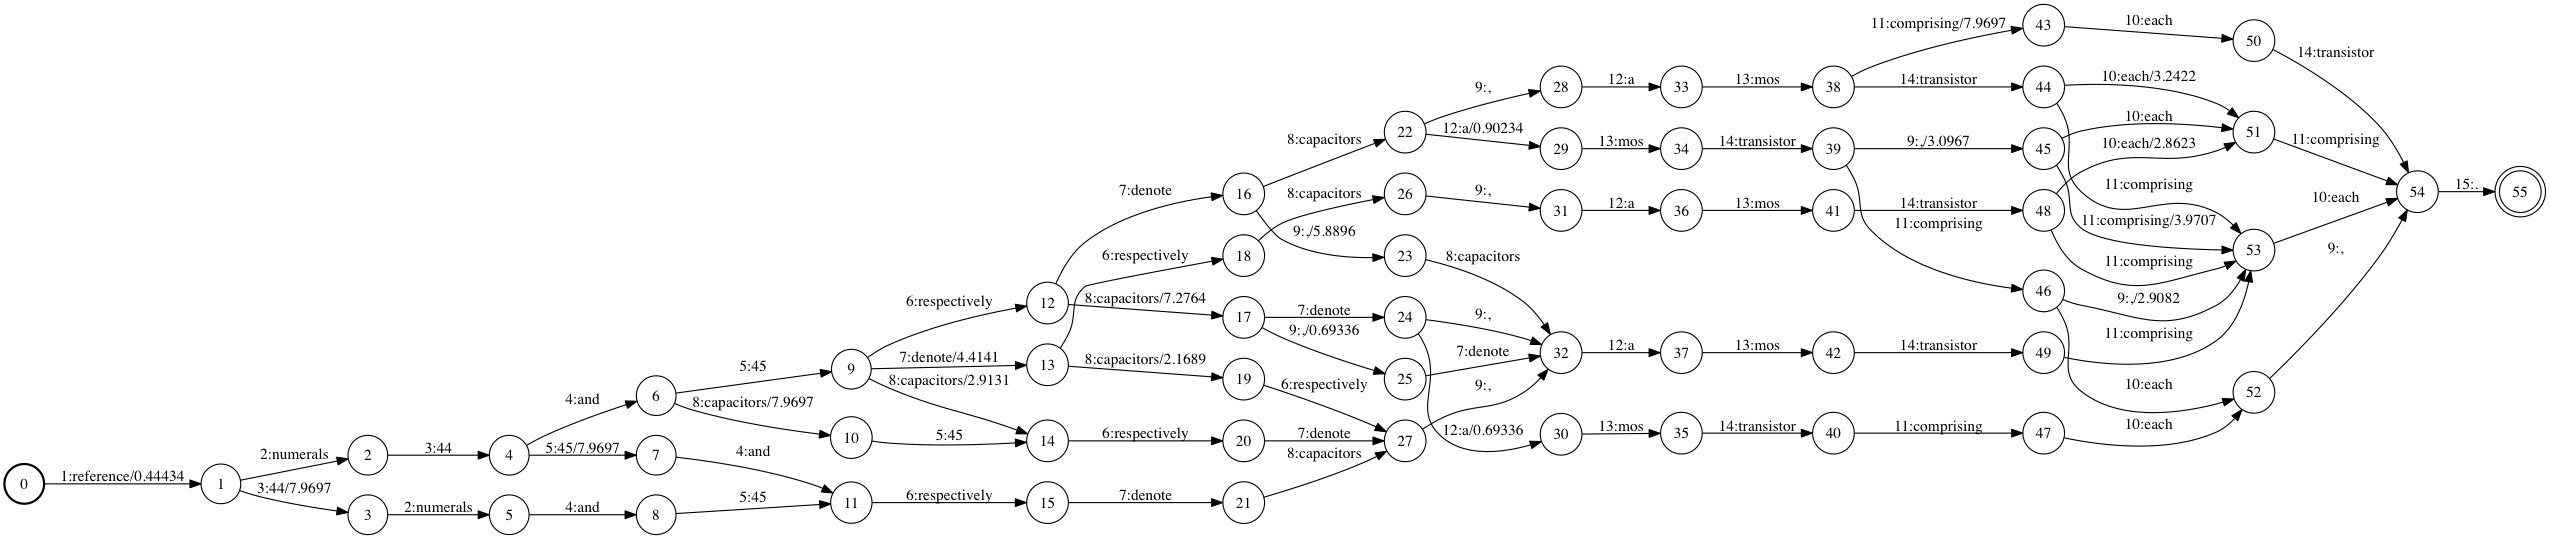 0
1:reference/0.44434
1
2:numerals
3:44/7.9697
2
3
3:44
2:numerals
4
5
4:and
5:45/7.9697
4:and
6
7
8
5:45
8:capacitors/7.9697
4:and
5:45
9
10
11
6:respectively
7:denote/4.4141
8:capacitors/2.9131
5:45
6:respectively
12
13
14
15
7:denote
6:respectively
8:capacitors/7.2764
8:capacitors/2.1689
6:respectively
7:denote
16
18
17
19
20
21
8:capacitors
9:,/5.8896
8:capacitors
7:denote
9:,/0.69336
6:respectively
7:denote
8:capacitors
22
26
23
24
25
27
9:,
12:a/0.90234
9:,
8:capacitors
9:,
7:denote
9:,
12:a/0.69336
28
29
31
32
30
12:a
13:mos
12:a
12:a
13:mos
33
34
36
37
35
13:mos
14:transistor
13:mos
13:mos
14:transistor
38
39
41
42
40
11:comprising/7.9697
14:transistor
9:,/3.0967
14:transistor
11:comprising
14:transistor
11:comprising
43
44
45
48
46
49
47
10:each
10:each/3.2422
10:each
10:each/2.8623
11:comprising
11:comprising/3.9707
11:comprising
9:,/2.9082
11:comprising
10:each
10:each
50
51
53
52
14:transistor
11:comprising
10:each
9:,
54
15:.
55